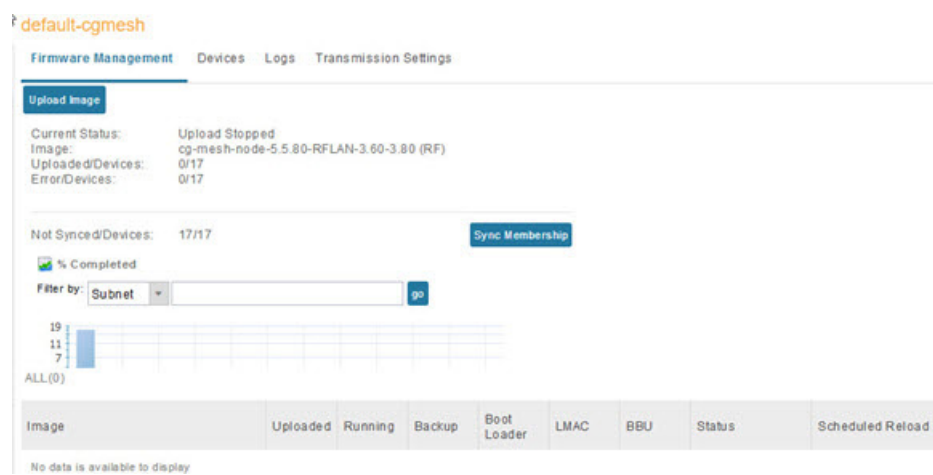 default-cgmesh
Firmware Management Devices Logs Transmission Settings
Upload Image
Current Status: Upload Stopped
Image: cg-mesh-node-5.5.80-RFLAN-3.60-3.80 (RF)
Uploaded/Devices: 0/17
Error/Devices: 0/17
Not Synced/Devices: 17/17 Sync Membership
% Completed
Filter by: Subnet go
19
11
7
ALL(0)
Image Uploaded Running Backup Boot Loader LMAC BBU Status Scheduled Reload
No data is available to display